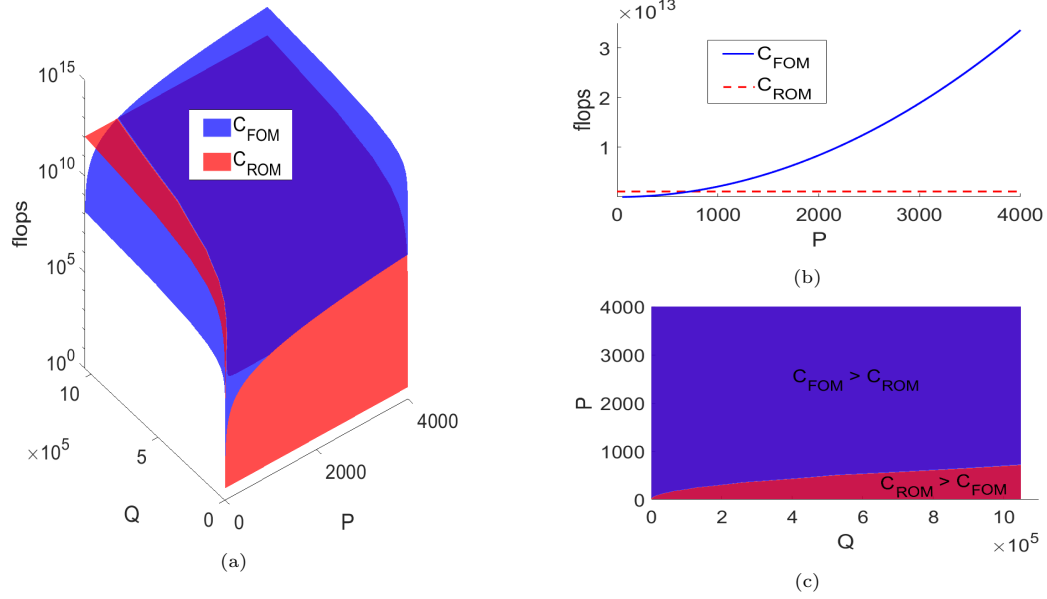 10^15
10^10
10^5
10^0
flops
C_FOM
C_ROM
10
5
0
×10^5
Q
0
2000
4000
P
(a)
×10^13
3
1
flops
C_FOM
C_ROM
0
1000
2000
3000
4000
P
(b)
4000
3000
2000
1000
0
P
C_FOM > C_ROM
C_ROM > C_FOM
0
2
4
6
8
10
Q
×10^5
(c)